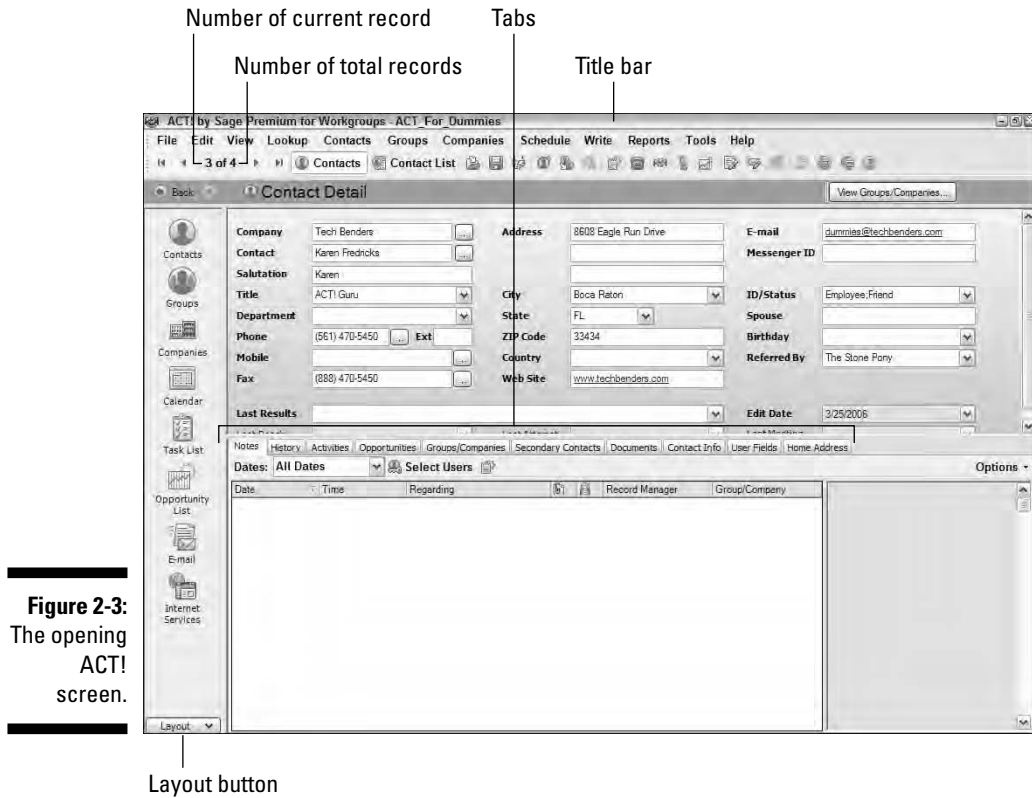 Number of current record
Tabs
Number of total records
Title bar
ACT! by Sage Premium for Workgroups - ACT_For_Dummies
File Edit View Lookup Contacts Groups Companies Schedule Write Reports Tools Help
3 of 4 Contacts Contact List
Back Contact Detail View Groups/Companies...
Contacts
Groups
Companies
Calendar
Task List
Opportunity
List
E-mail
Internet
Services
Layout
Company Tech Benders
Contact Karen Fredricks
Salutation Karen
Title ACT! Guru
Department
Phone (561) 470-5450 ... Ext
Mobile
Fax (888) 470-5450
Last Results
Address 8608 Eagle Run Drive
City Boca Raton
State FL
ZIP Code 33434
Country
Web Site www.techbenders.com
E-mail dummies@techbenders.com
Messenger ID
ID/Status Employee;Friend
Spouse
Birthday
Referred By The Stone Pony
Edit Date 3/25/2006
Notes History Activities Opportunities Groups/Companies Secondary Contacts Documents Contact Info User Fields Home Address
Dates: All Dates Select Users Options
Date Time Regarding Record Manager Group/Company
Figure 2-3:
The opening
ACT!
screen.
Layout button